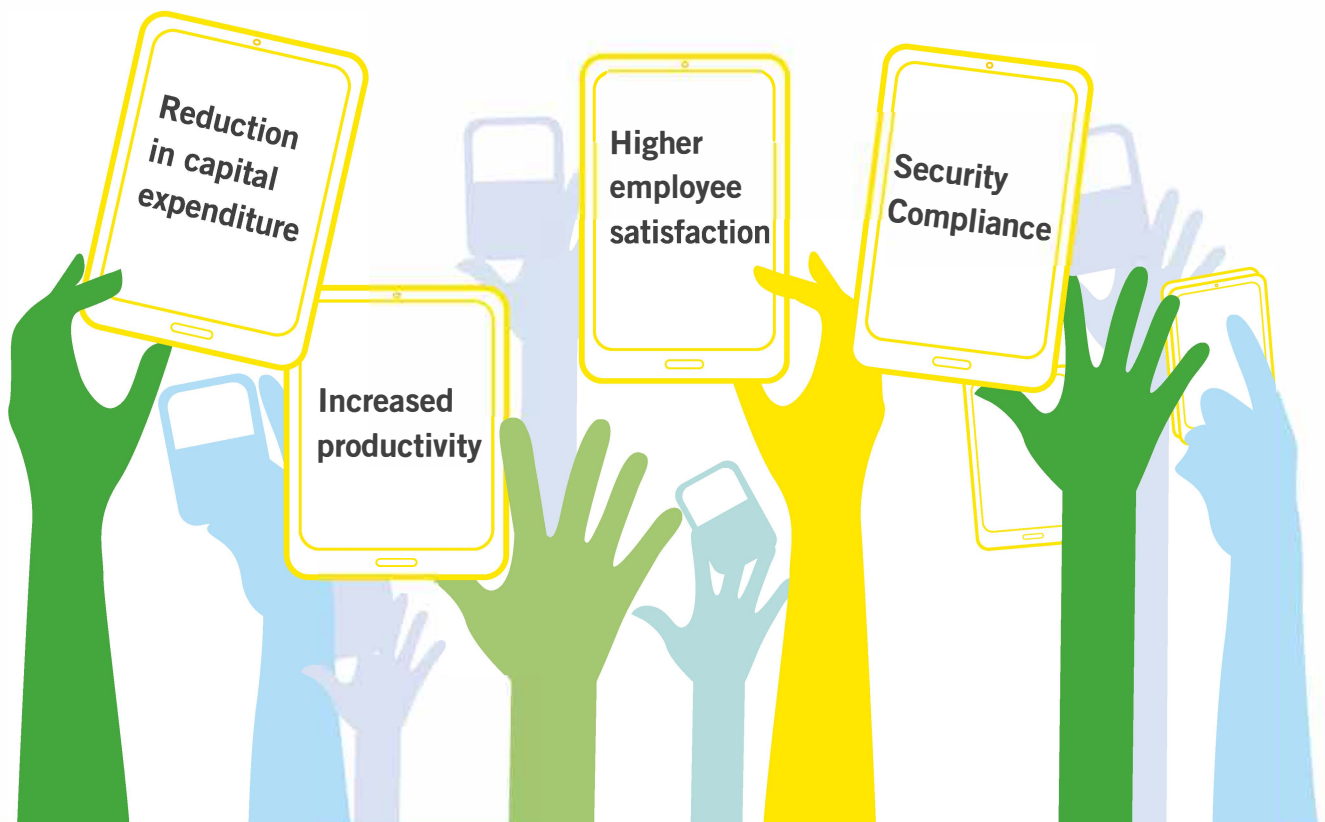 Reduction
in capital
expenditure
Increased
productivity
Higher
employee
satisfaction
Security
Compliance